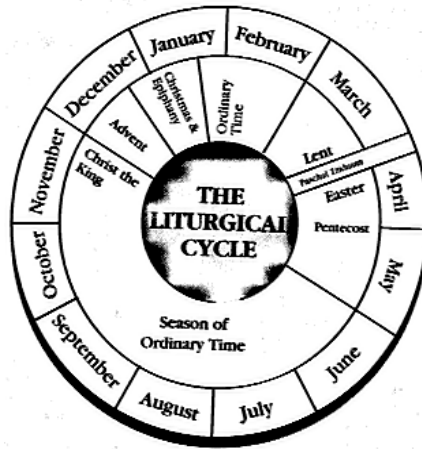 January
February
March
April
May
June
July
August
September
October
November
December
Advent
Christmas &
Epiphany
Ordinary
Time
Lent
Paschal Triduum
Easter
Pentecost
Season of
Ordinary Time
Christ the
King
THE
LITURGICAL
CYCLE